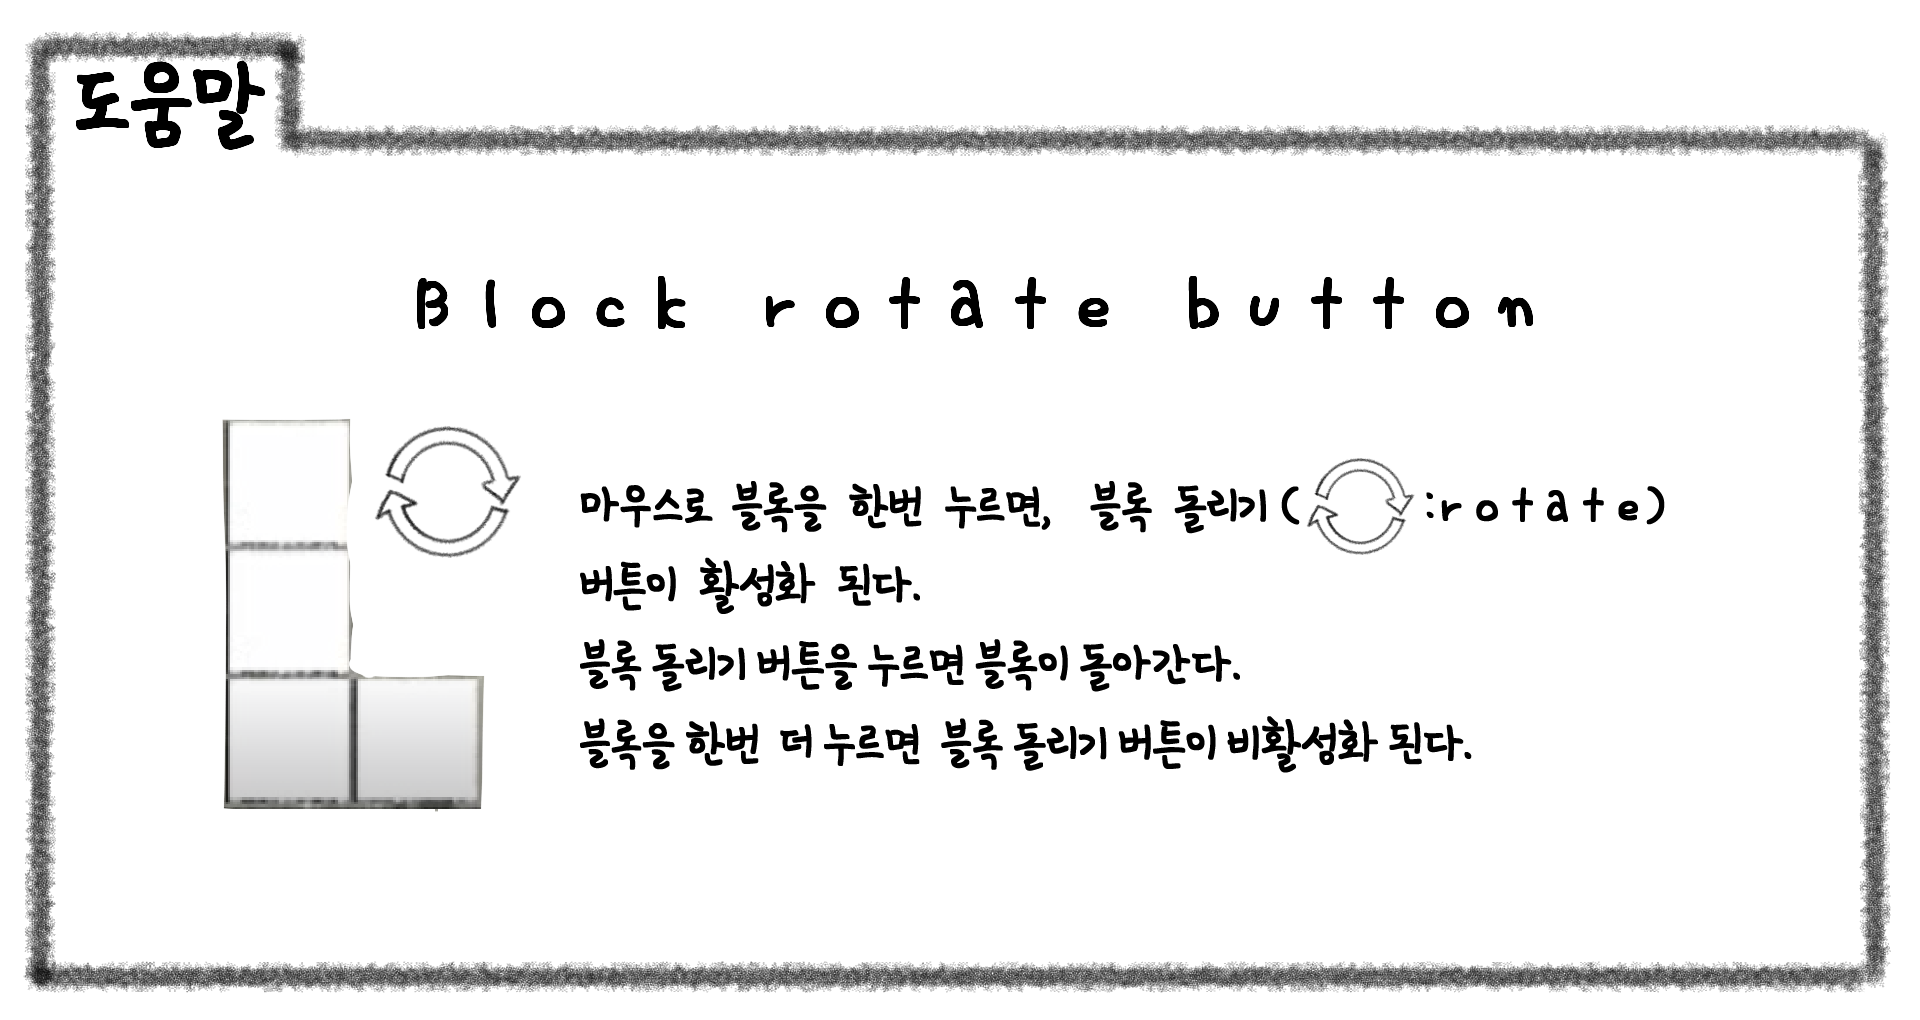 도움말
Block rotate button
마우스로 블록을 한번 누르면, 블록 돌리기( :rotate)
버튼이 활성화 된다.
블록 돌리기 버튼을 누르면 블록이 돌아간다.
블록을 한번 더 누르면 블록 돌리기 버튼이 비활성화 된다.